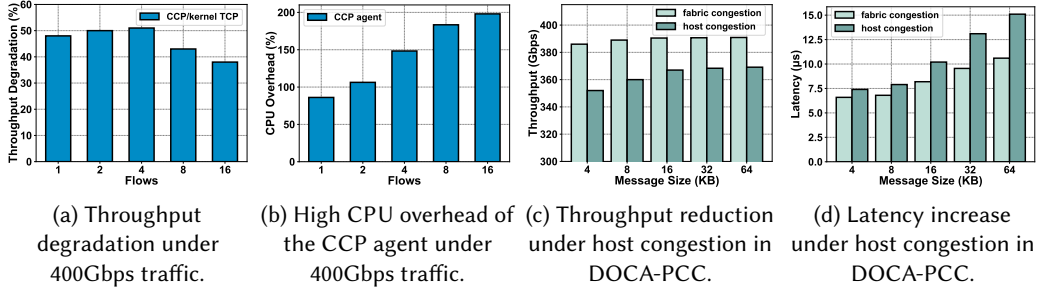 60
50
40
30
20
10
0
Throughput Degradation (%)
CCP/kernel TCP
1 2 4 8 16
Flows
(a) Throughput
degradation under
400Gbps traffic.
200
150
100
50
0
CPU Overhead (%)
CCP agent
1 2 4 8 16
Flows
(b) High CPU overhead of
the CCP agent under
400Gbps traffic.
400
380
360
340
320
300
Throughput (Gbps)
fabric congestion
host congestion
4 8 16 32 64
Message Size (KB)
(c) Throughput reduction
under host congestion in
DOCA-PCC.
15.0
12.5
10.0
7.5
5.0
2.5
0.0
Latency (μs)
fabric congestion
host congestion
4 8 16 32 64
Message Size (KB)
(d) Latency increase
under host congestion in
DOCA-PCC.